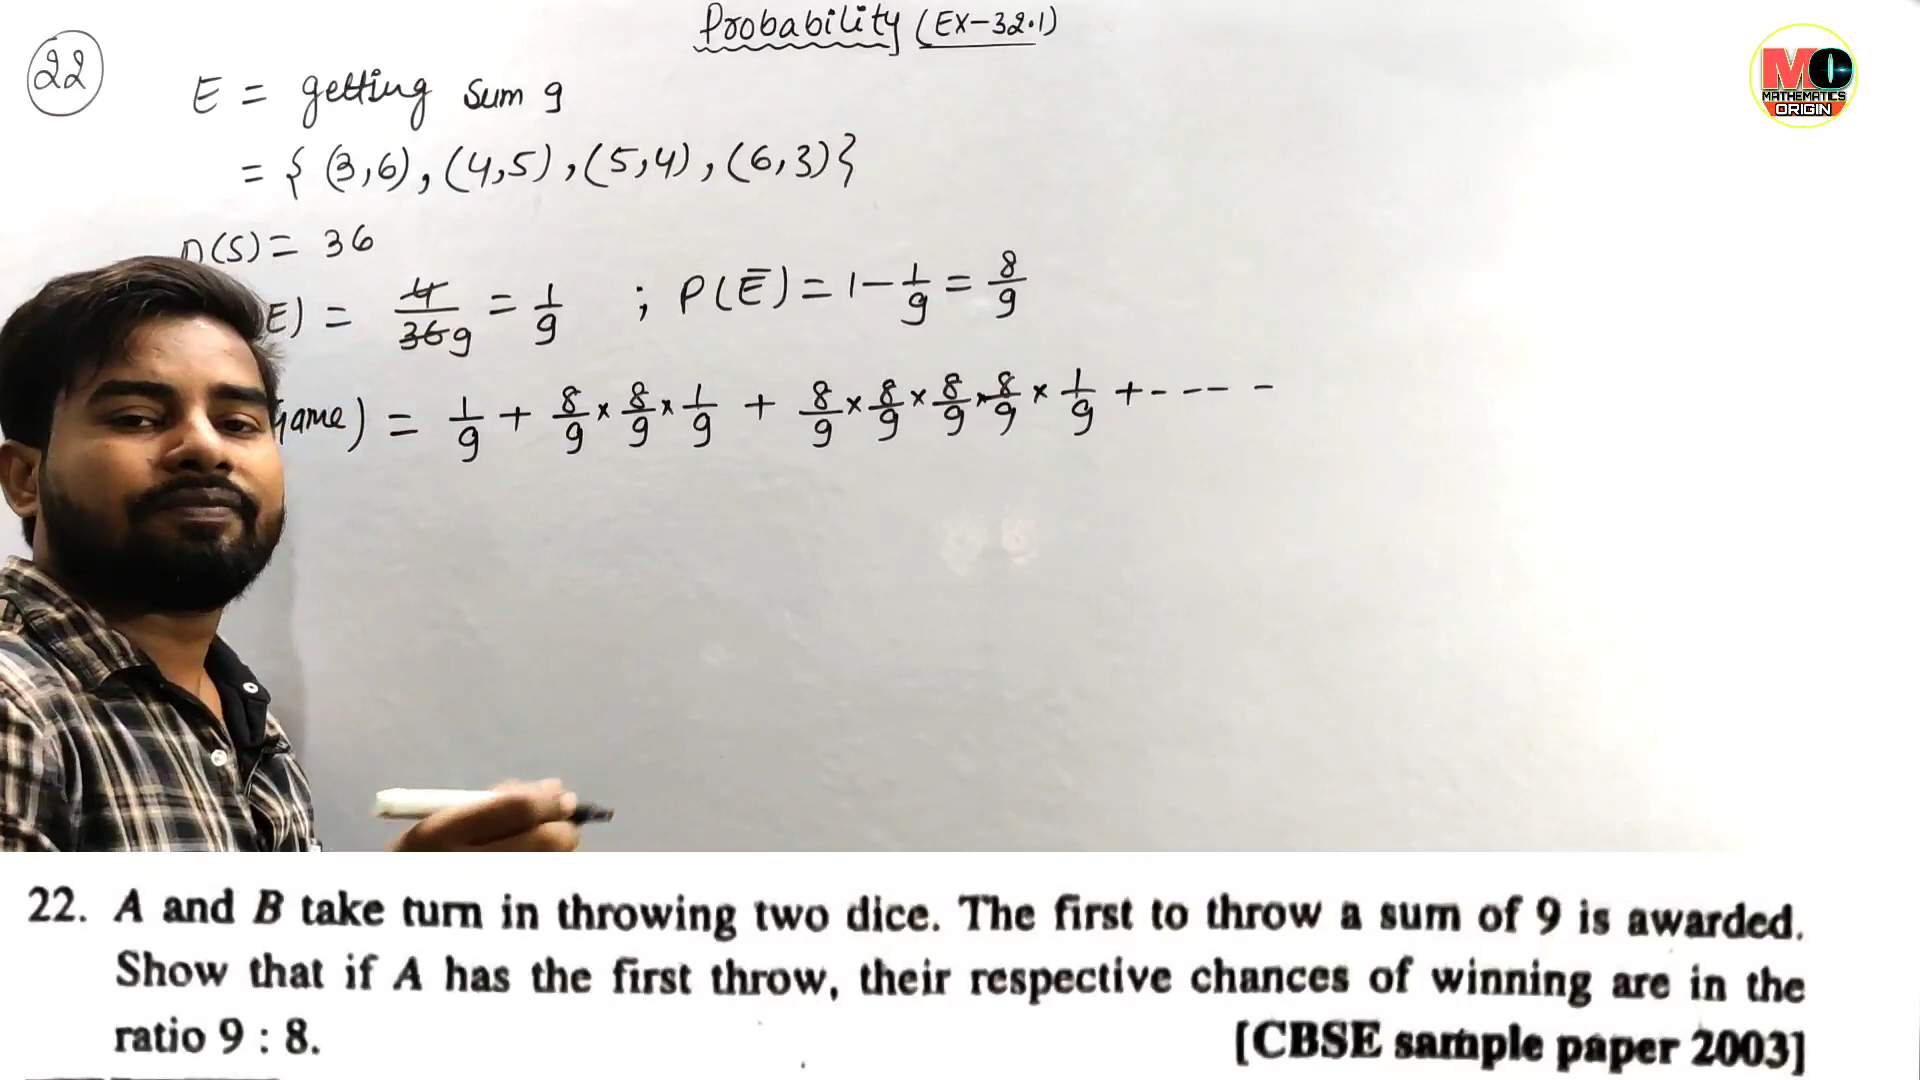 Probability (EX-32.1)
MO
MATHEMATICS
ORIGIN
22
E = getting sum 9
= { (3,6), (4,5), (5,4), (6,3)}
n(S) = 36
E) = 4/36 9 = 1/9 ; P(Ē) = 1 - 1/9 = 8/9
game) = 1/9 + 8/9 × 8/9 × 1/9 + 8/9 × 8/9 × 8/9 × 8/9 × 1/9 + - - - - -
22. A and B take turn in throwing two dice. The first to throw a sum of 9 is awarded.
Show that if A has the first throw, their respective chances of winning are in the
ratio 9 : 8. [CBSE sample paper 2003]